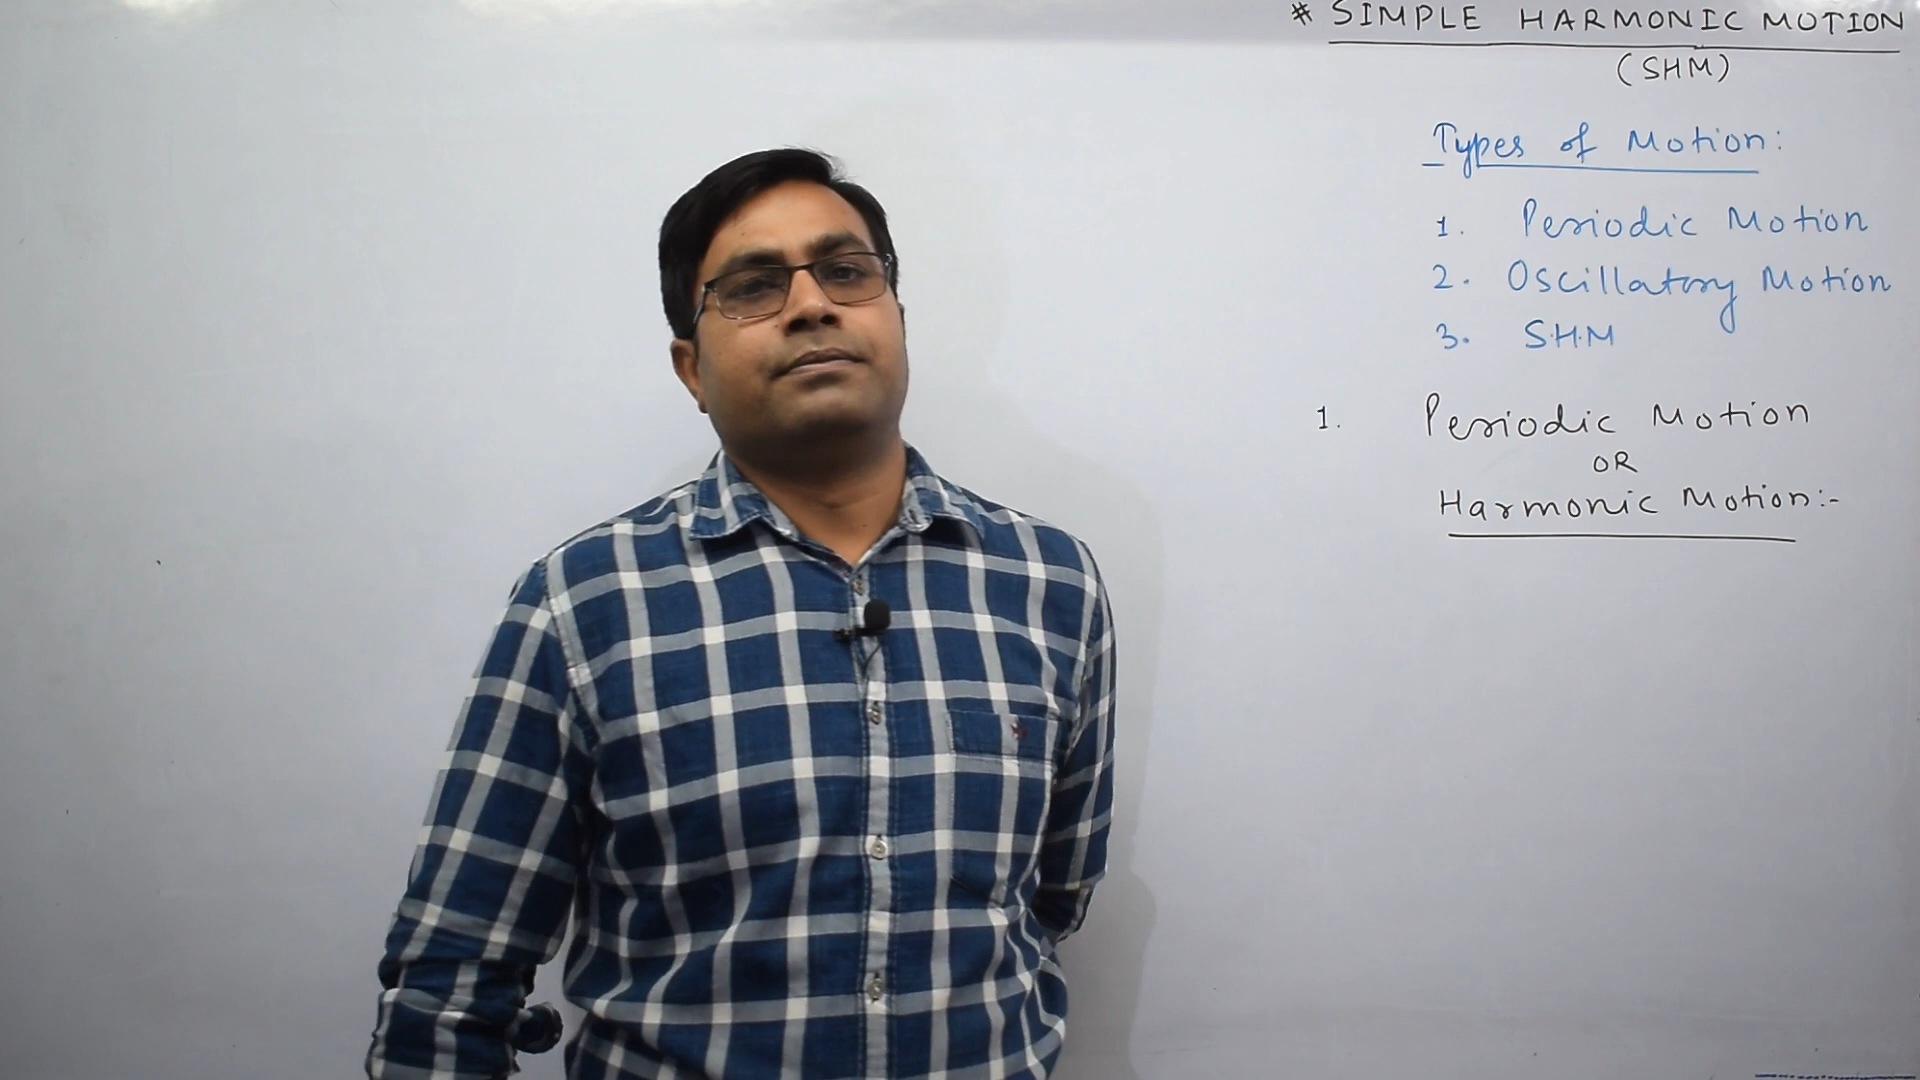 * SIMPLE HARMONIC MOTION
(SHM)
Types of Motion:
1. Periodic Motion
2. Oscillatory Motion
3. S.H.M
1. Periodic Motion
OR
Harmonic Motion:-